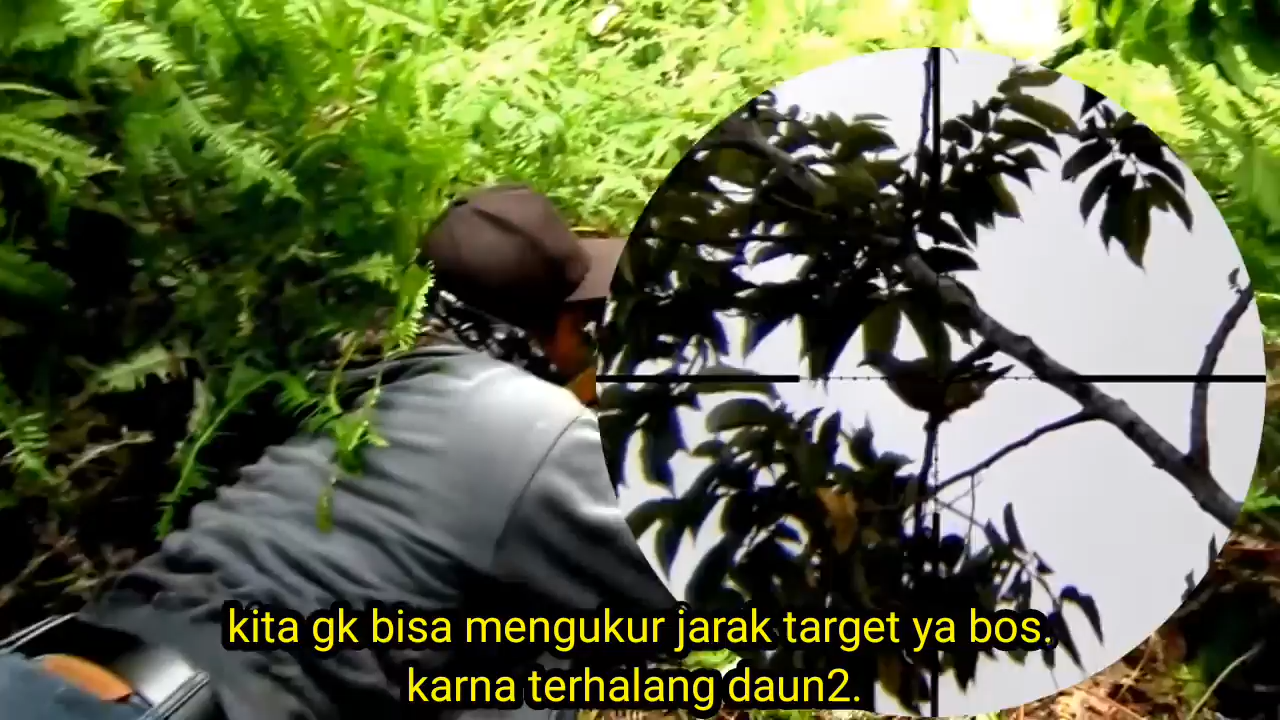 kita gk bisa mengukur jarak target ya bos.
karna terhalang daun2.